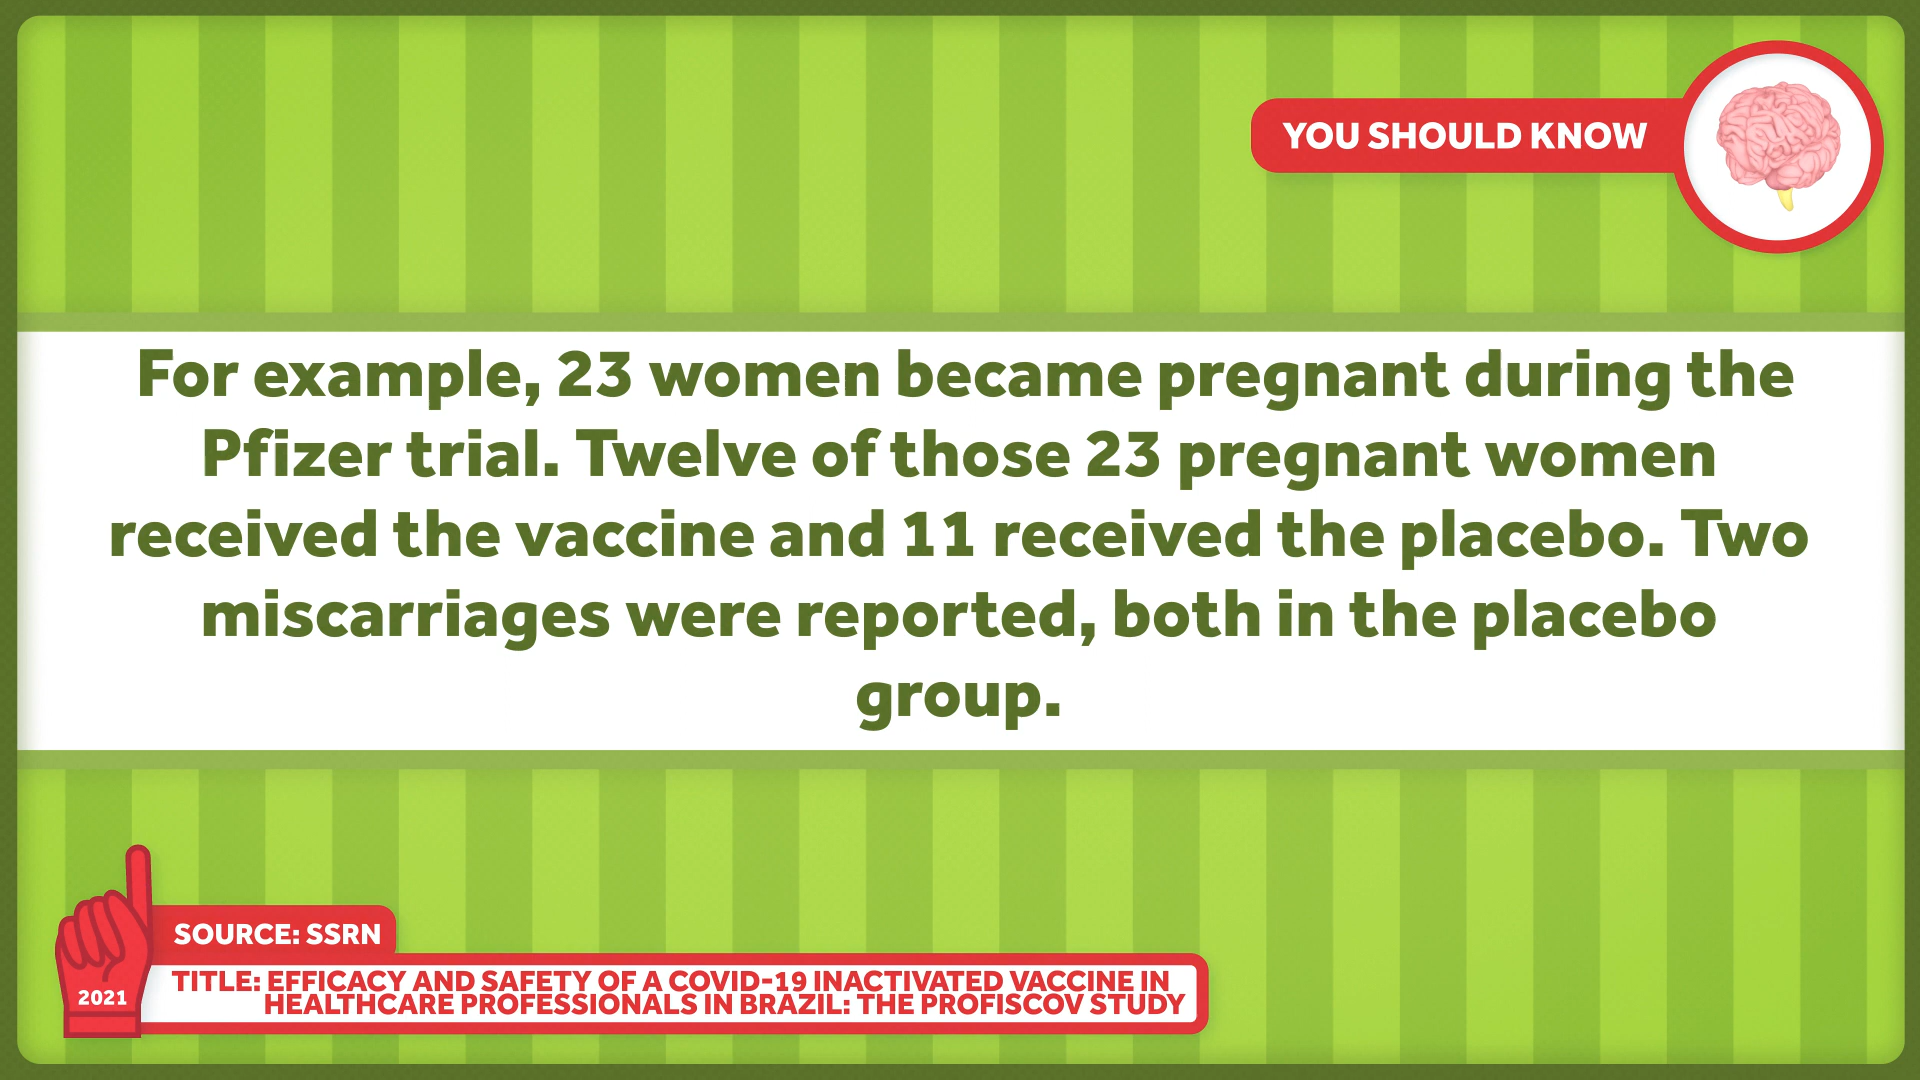 YOU SHOULD KNOW
For example, 23 women became pregnant during the
Pfizer trial. Twelve of those 23 pregnant women
received the vaccine and 11 received the placebo. Two
miscarriages were reported, both in the placebo
group.
SOURCE: SSRN
TITLE: EFFICACY AND SAFETY OF A COVID-19 INACTIVATED VACCINE IN
HEALTHCARE PROFESSIONALS IN BRAZIL: THE PROFISCOV STUDY
2021